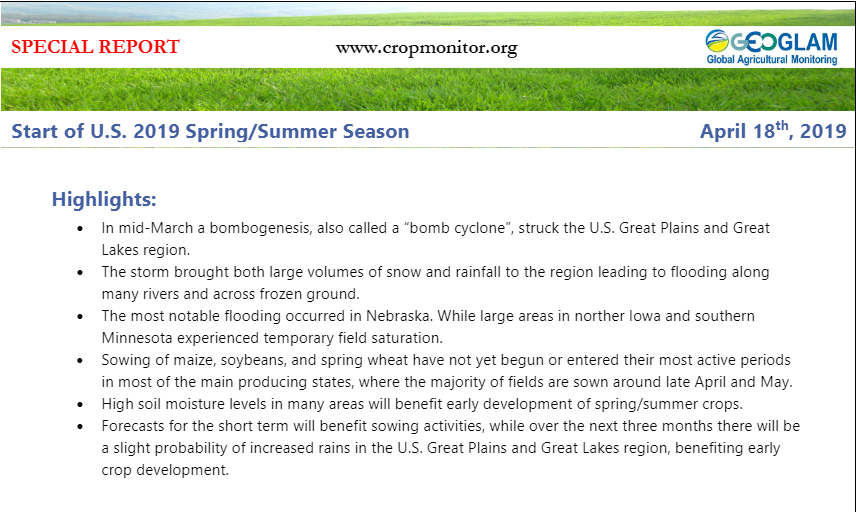 SPECIAL REPORT www.cropmonitor.org GEOGLAM
Global Agricultural Monitoring
Start of U.S. 2019 Spring/Summer Season April 18th, 2019
Highlights:
• In mid-March a bombogenesis, also called a “bomb cyclone”, struck the U.S. Great Plains and Great
Lakes region.
• The storm brought both large volumes of snow and rainfall to the region leading to flooding along
many rivers and across frozen ground.
• The most notable flooding occurred in Nebraska. While large areas in norther Iowa and southern
Minnesota experienced temporary field saturation.
• Sowing of maize, soybeans, and spring wheat have not yet begun or entered their most active periods
in most of the main producing states, where the majority of fields are sown around late April and May.
• High soil moisture levels in many areas will benefit early development of spring/summer crops.
• Forecasts for the short term will benefit sowing activities, while over the next three months there will be
a slight probability of increased rains in the U.S. Great Plains and Great Lakes region, benefiting early
crop development.